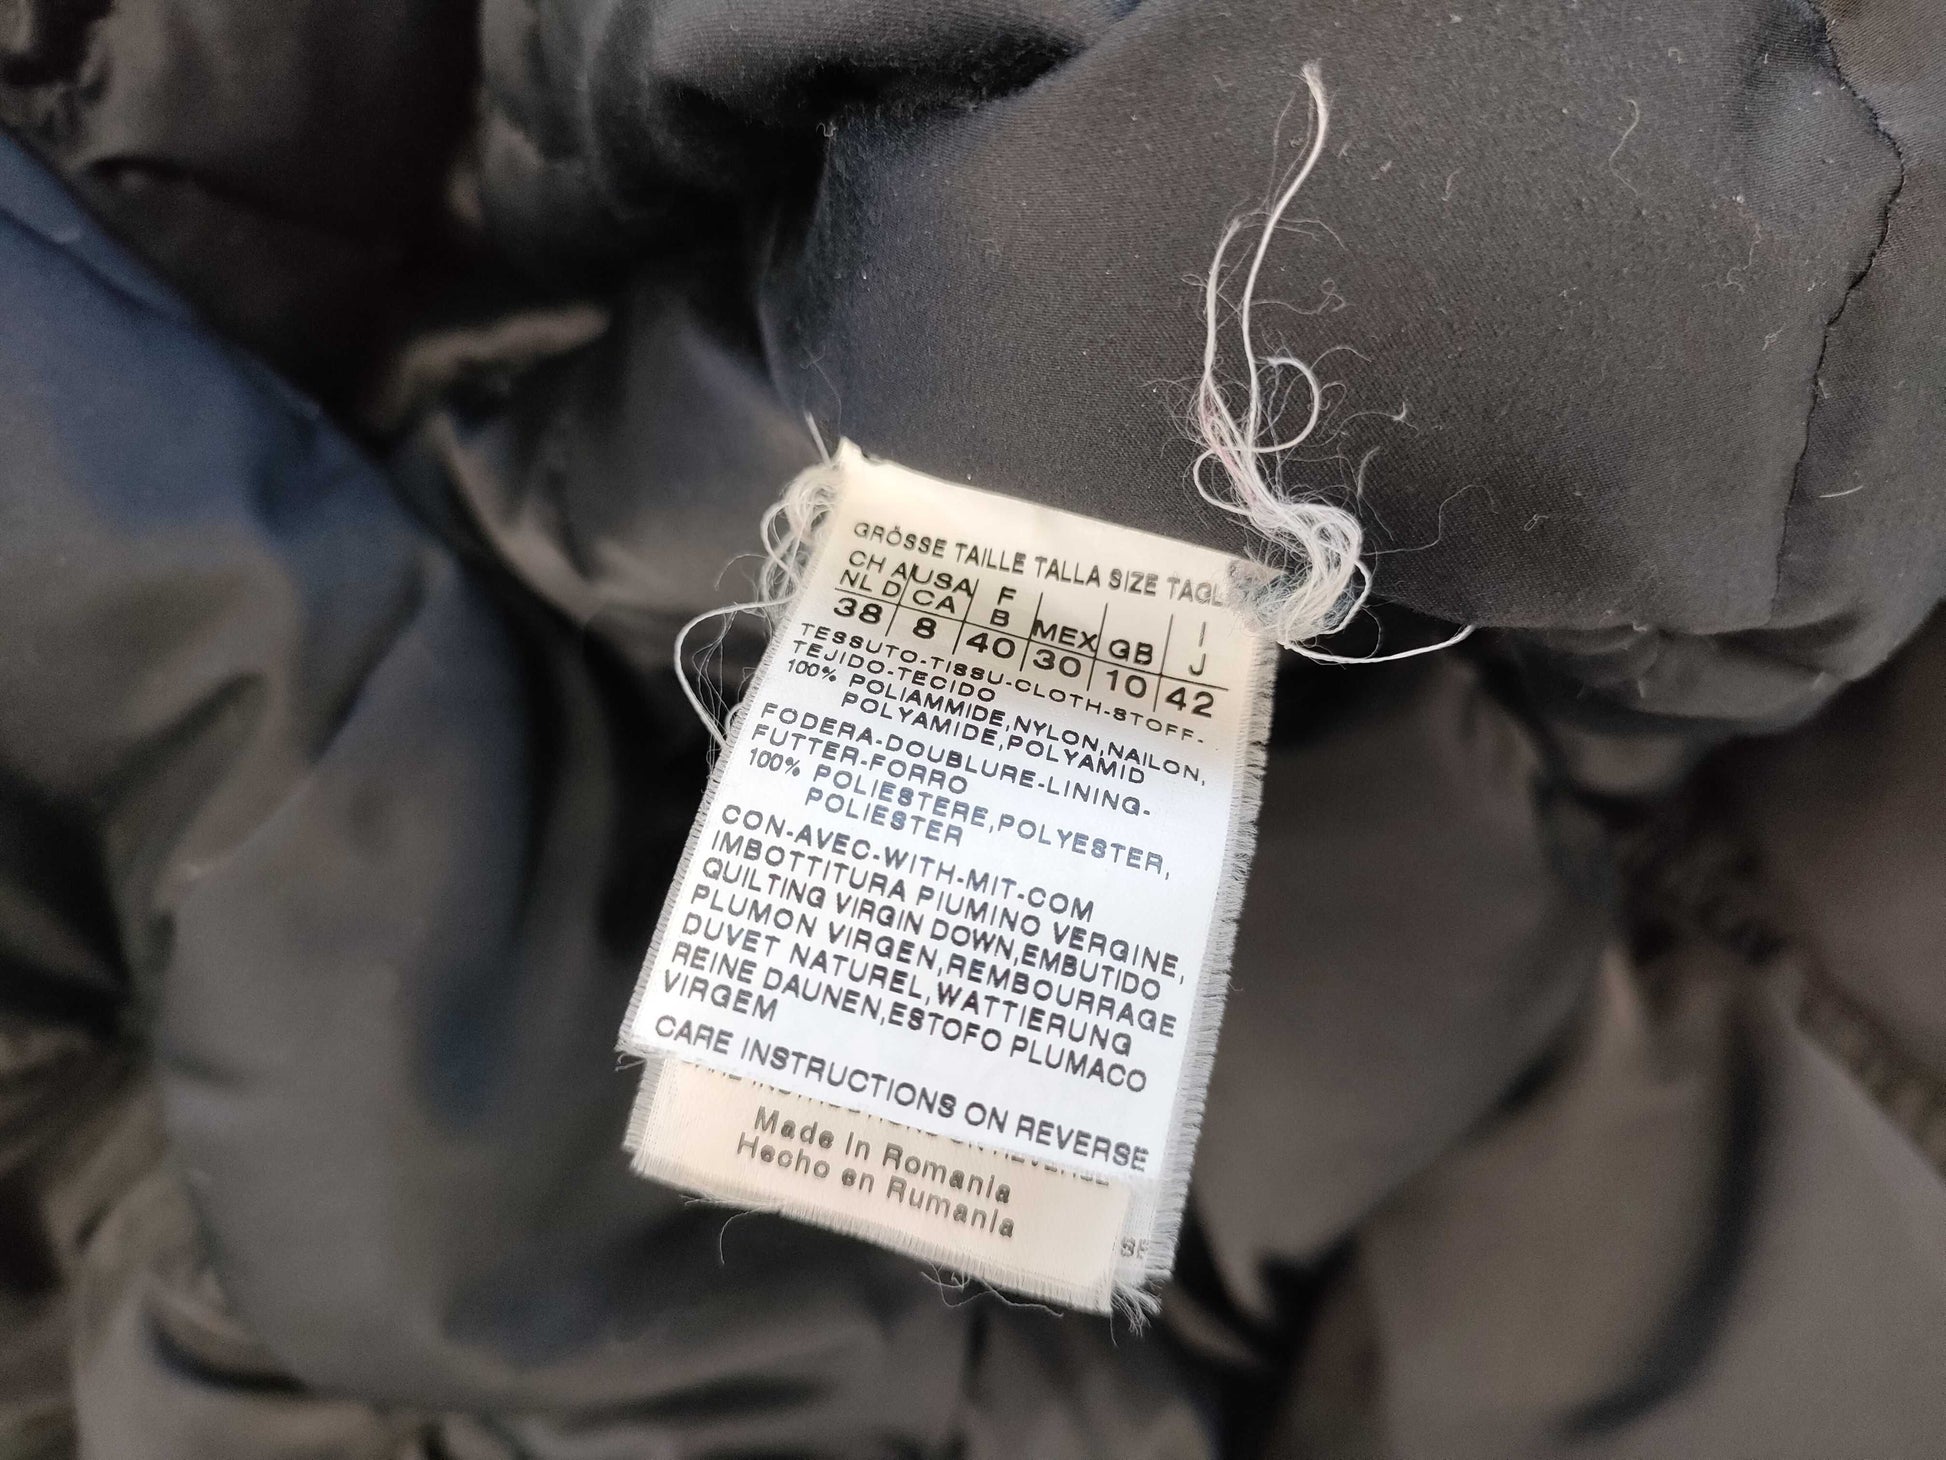 GRÖSSE TAILLE TALLA SIZE TAGL
CH A USA F MEX GB I
NL D CA B J
38 8 40 30 10 42
TESSUTO-TISSU-CLOTH-STOFF-
TEJIDO-TECIDO
100% POLIAMMIDE,NYLON,NAILON,
POLYAMIDE,POLYAMID
FODERA-DOUBLURE-LINING-
FUTTER-FORRO
100% POLIESTERE,POLYESTER,
POLIESTER
CON-AVEC-WITH-MIT-COM
IMBOTTITURA PIUMINO VERGINE,
QUILTING VIRGIN DOWN,EMBUTIDO
PLUMON VIRGEN,REMBOURRAGE
DUVET NATUREL,WATTIERUNG
REINE DAUNEN,ESTOFO PLUMACO
VIRGEM
CARE INSTRUCTIONS ON REVERSE
Made in Romania
Hecho en Rumania
SE